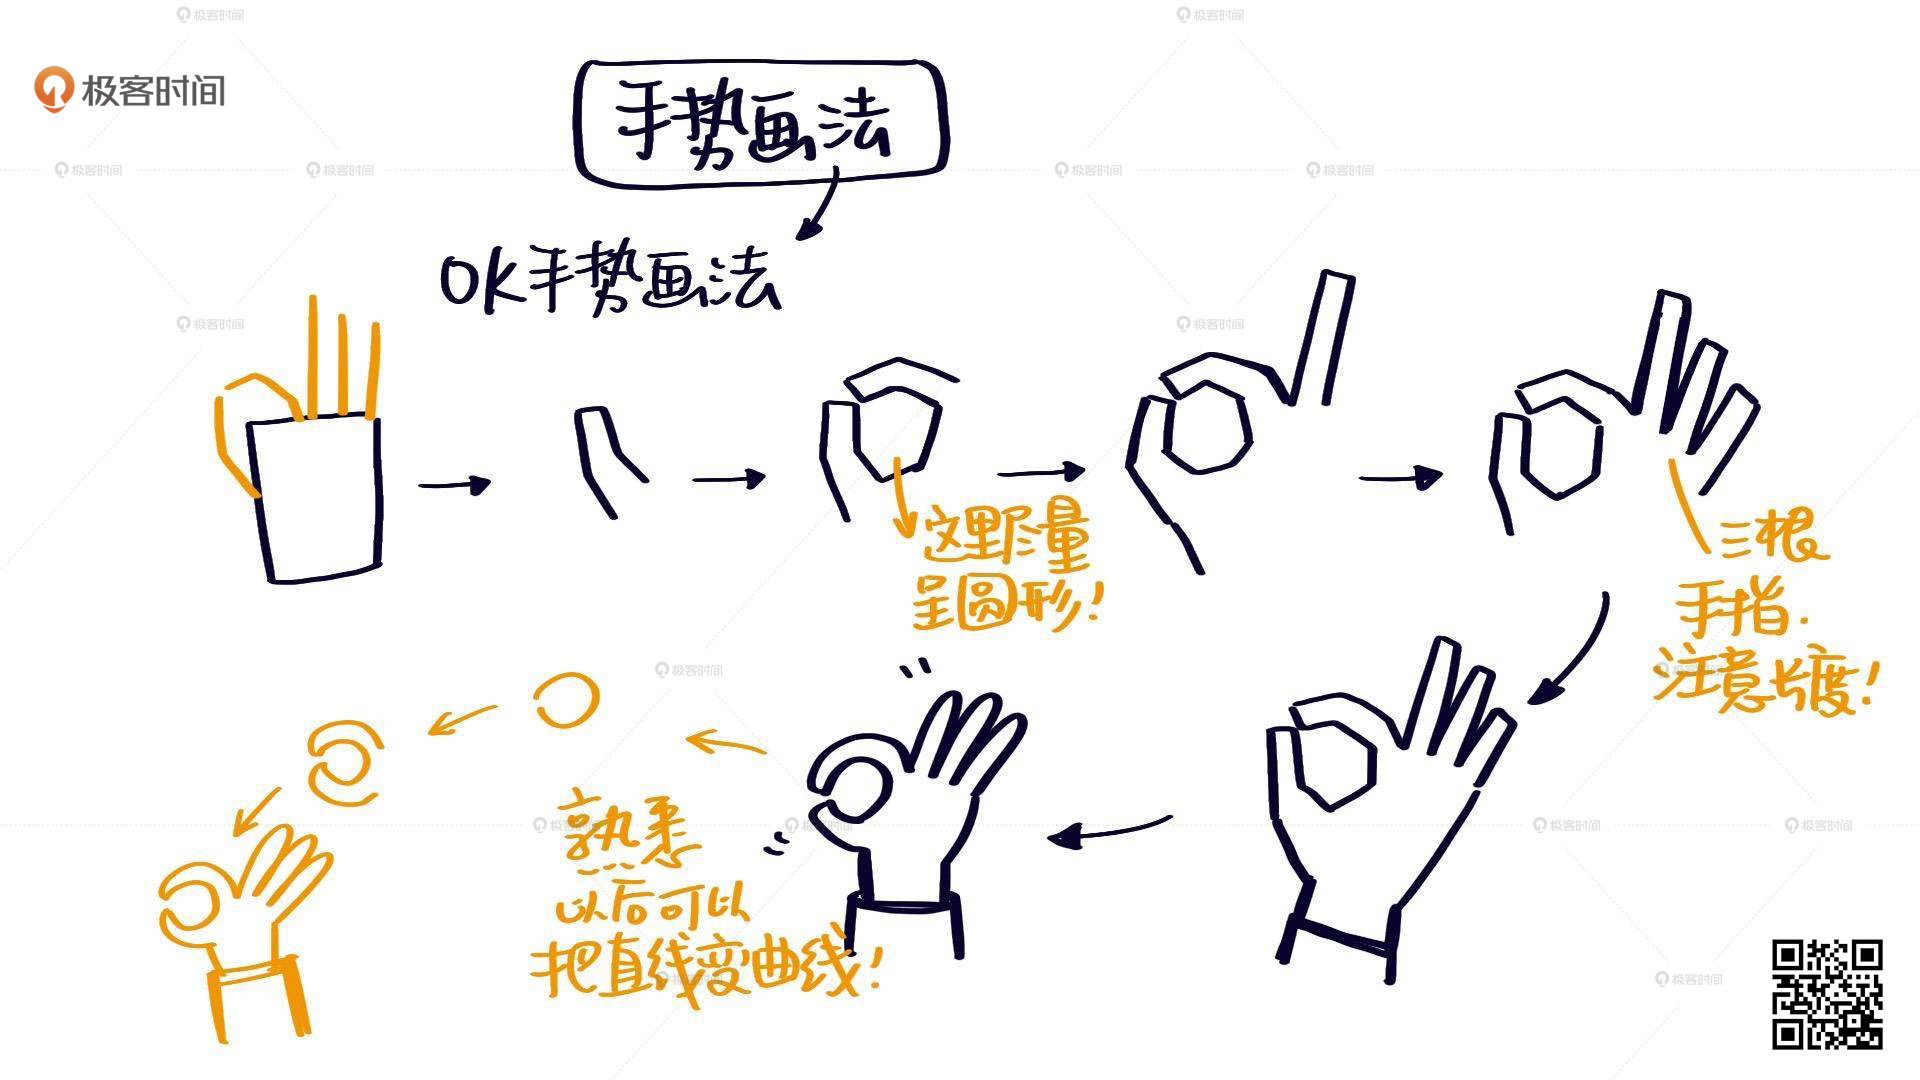 极客时间
手势画法
OK手势画法
这里尽量
呈圆形!
三根
手指.
注意长度!
熟悉
以后可以
把直线变曲线!